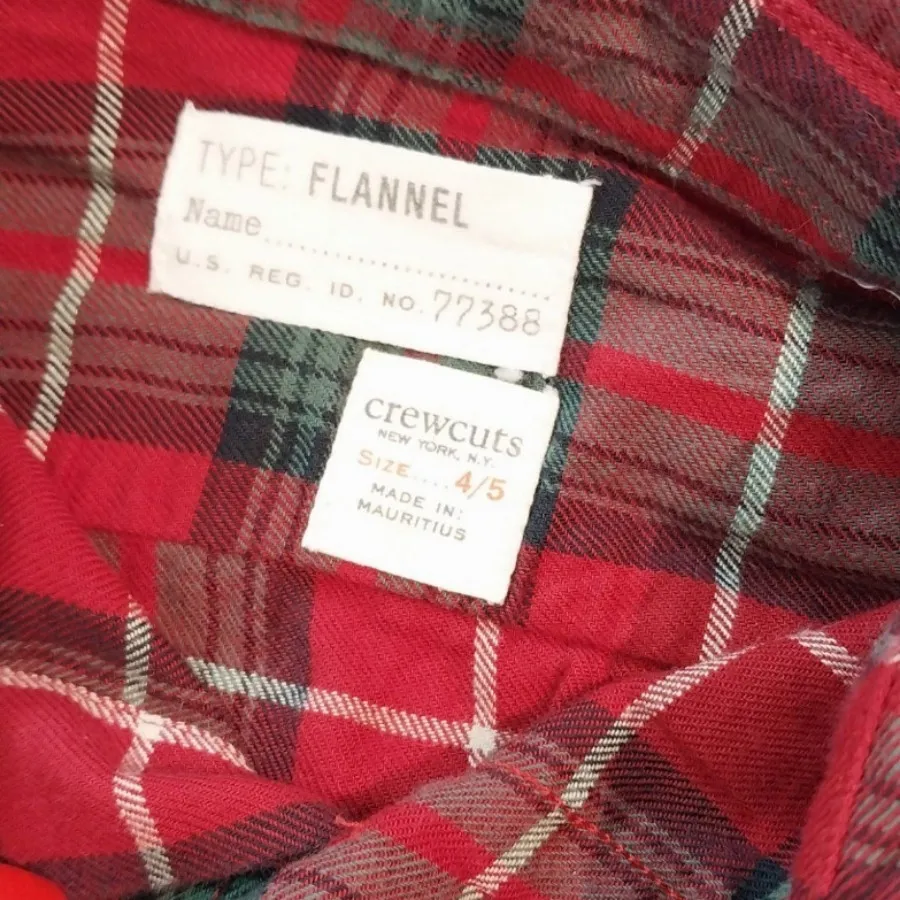 TYPE: FLANNEL
Name..............................
U.S. REG. ID. NO. 77388
crewcuts
NEW YORK, N.Y.
SIZE.....4/5
MADE IN:
MAURITIUS